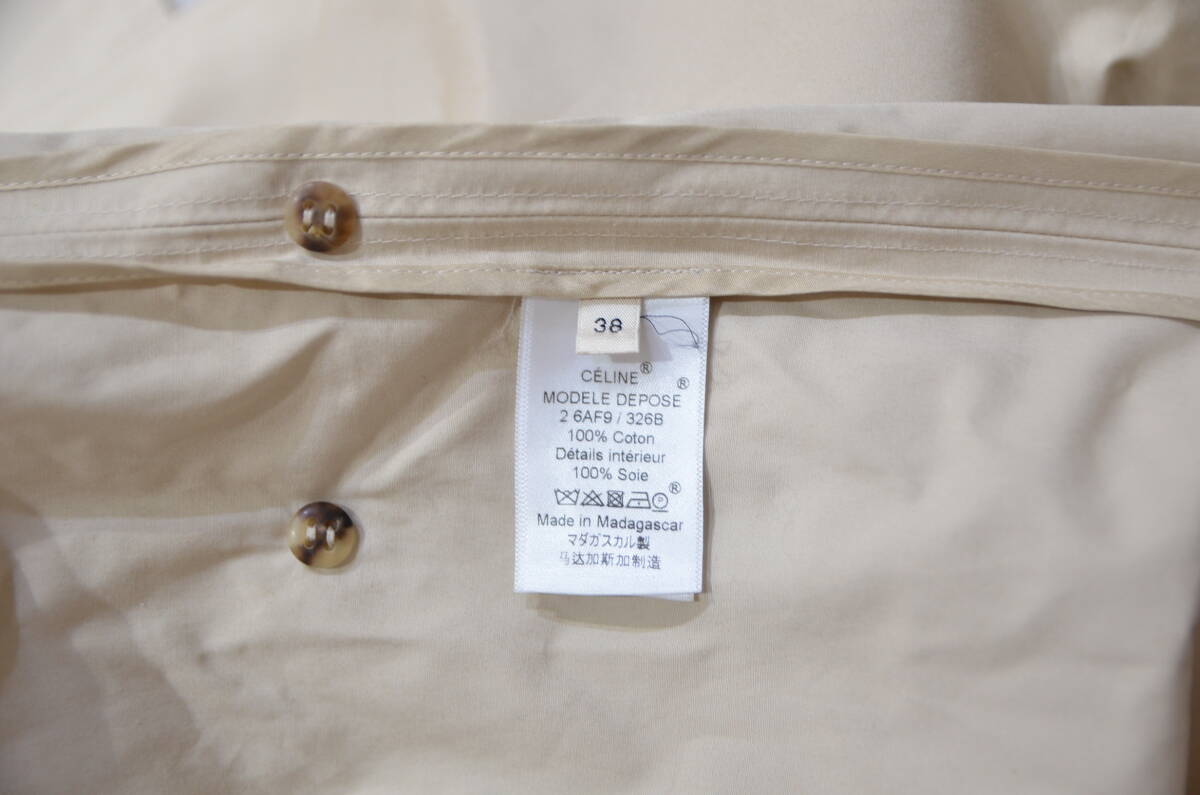 38
CÉLINE®
MODELE DEPOSE®
2 6AF9 / 326B
100% Coton
Détails intérieur
100% Soie
P ®
Made in Madagascar
マダガスカル製
马达加斯加制造